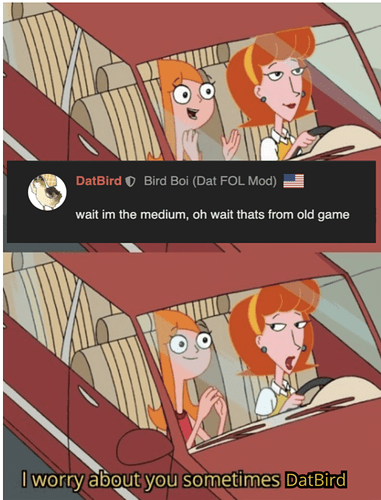 DatBird Bird Boi (Dat FOL Mod)
wait im the medium, oh wait thats from old game
I worry about you sometimes DatBird